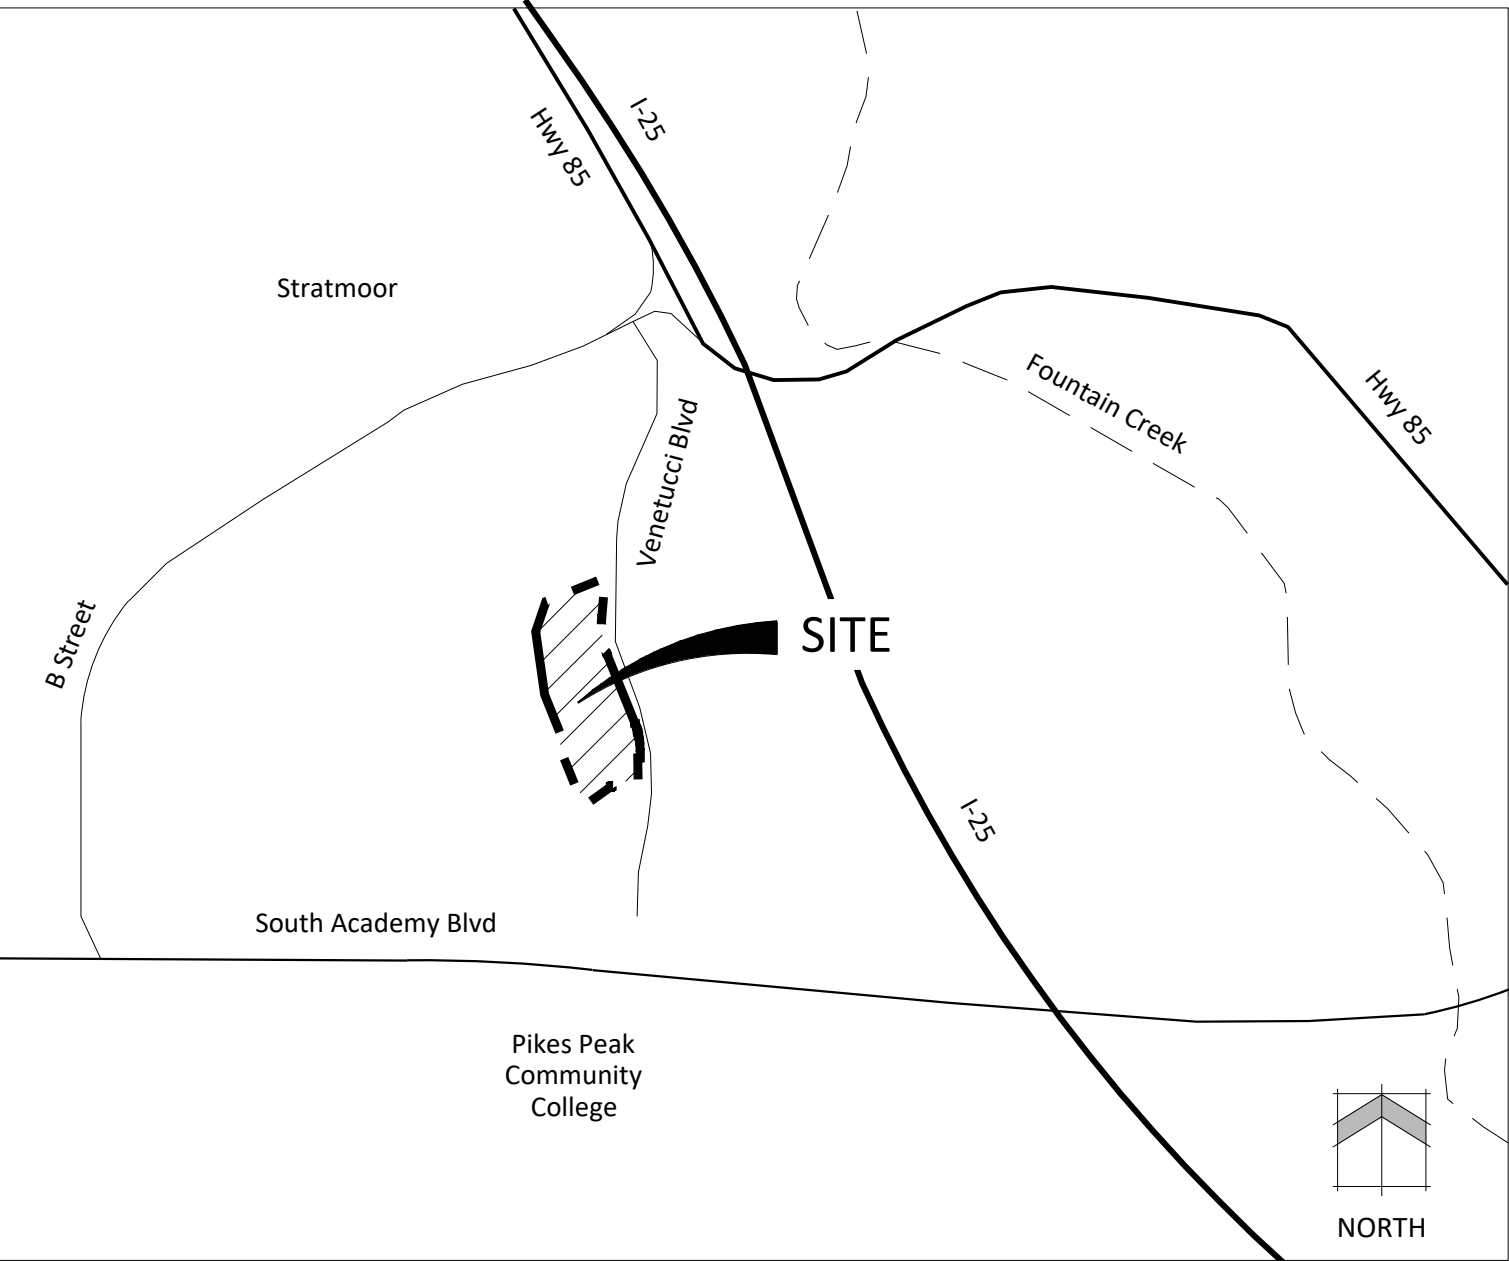 I-25
Hwy 85
Stratmoor
Fountain Creek
Hwy 85
Venetucci Blvd
B Street
SITE
I-25
South Academy Blvd
Pikes Peak
Community
College
NORTH